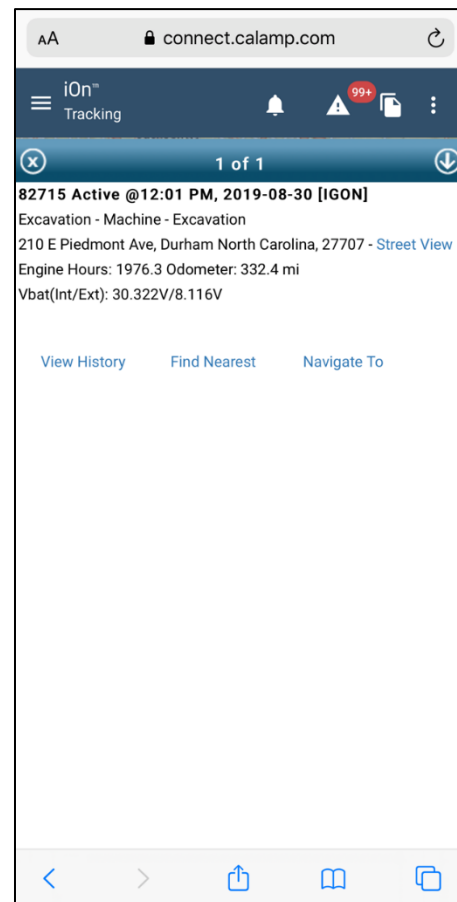 AA connect.calamp.com
iOn™
Tracking
99+
1 of 1
82715 Active @12:01 PM, 2019-08-30 [IGON]
Excavation - Machine - Excavation
210 E Piedmont Ave, Durham North Carolina, 27707 - Street View
Engine Hours: 1976.3 Odometer: 332.4 mi
Vbat(Int/Ext): 30.322V/8.116V
View History Find Nearest Navigate To